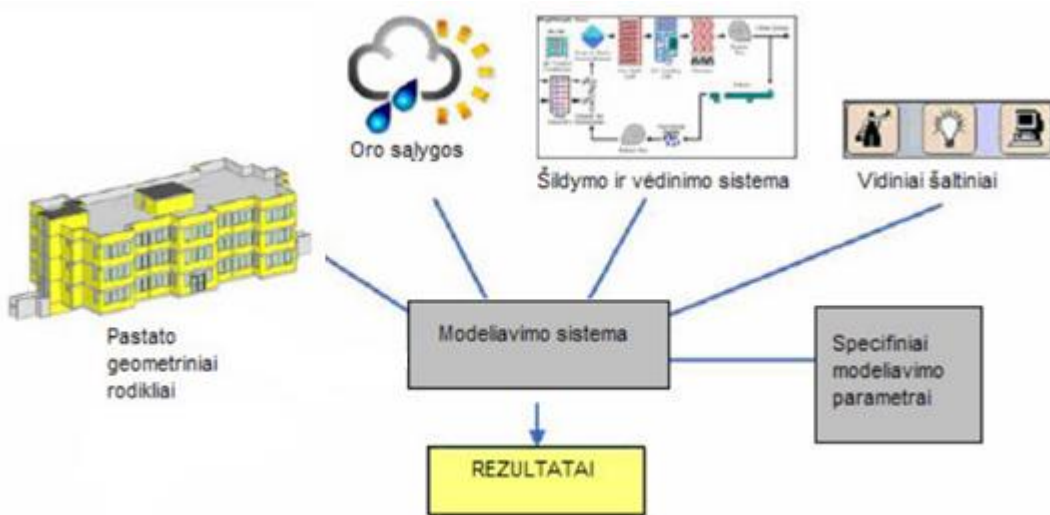 Oro sąlygos
Šildymo ir vėdinimo sistema
Vidiniai šaltiniai
Pastato
geometriniai
rodikliai
Modeliavimo sistema
Specifiniai
modeliavimo
parametrai
REZULTATAI